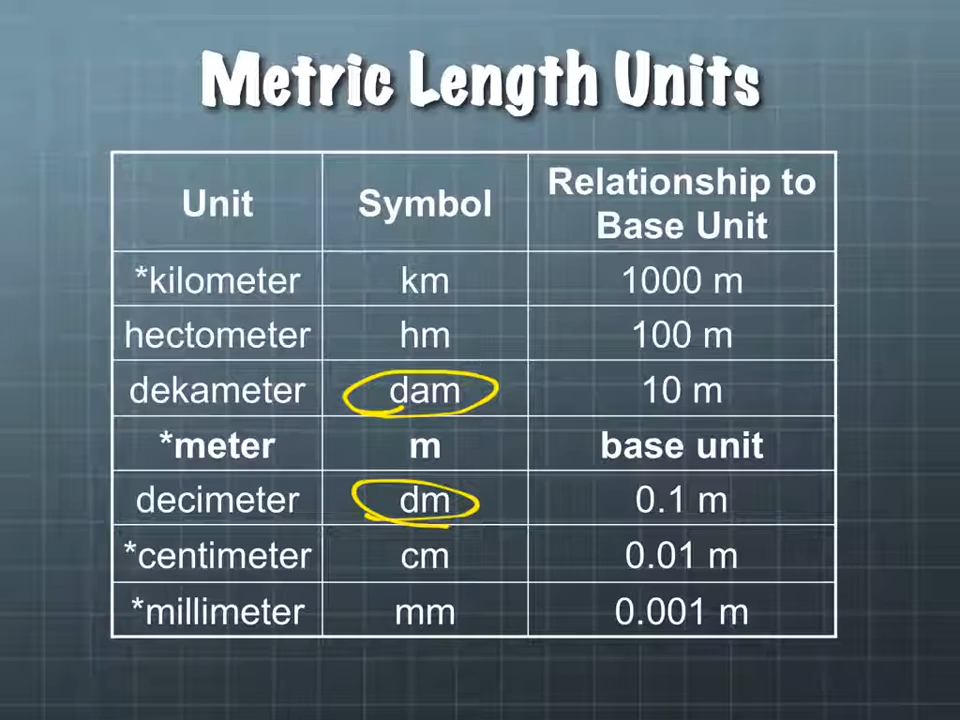 Metric Length Units
Unit Symbol Relationship to
Base Unit
*kilometer km 1000 m
hectometer hm 100 m
dekameter dam 10 m
*meter m base unit
decimeter dm 0.1 m
*centimeter cm 0.01 m
*millimeter mm 0.001 m